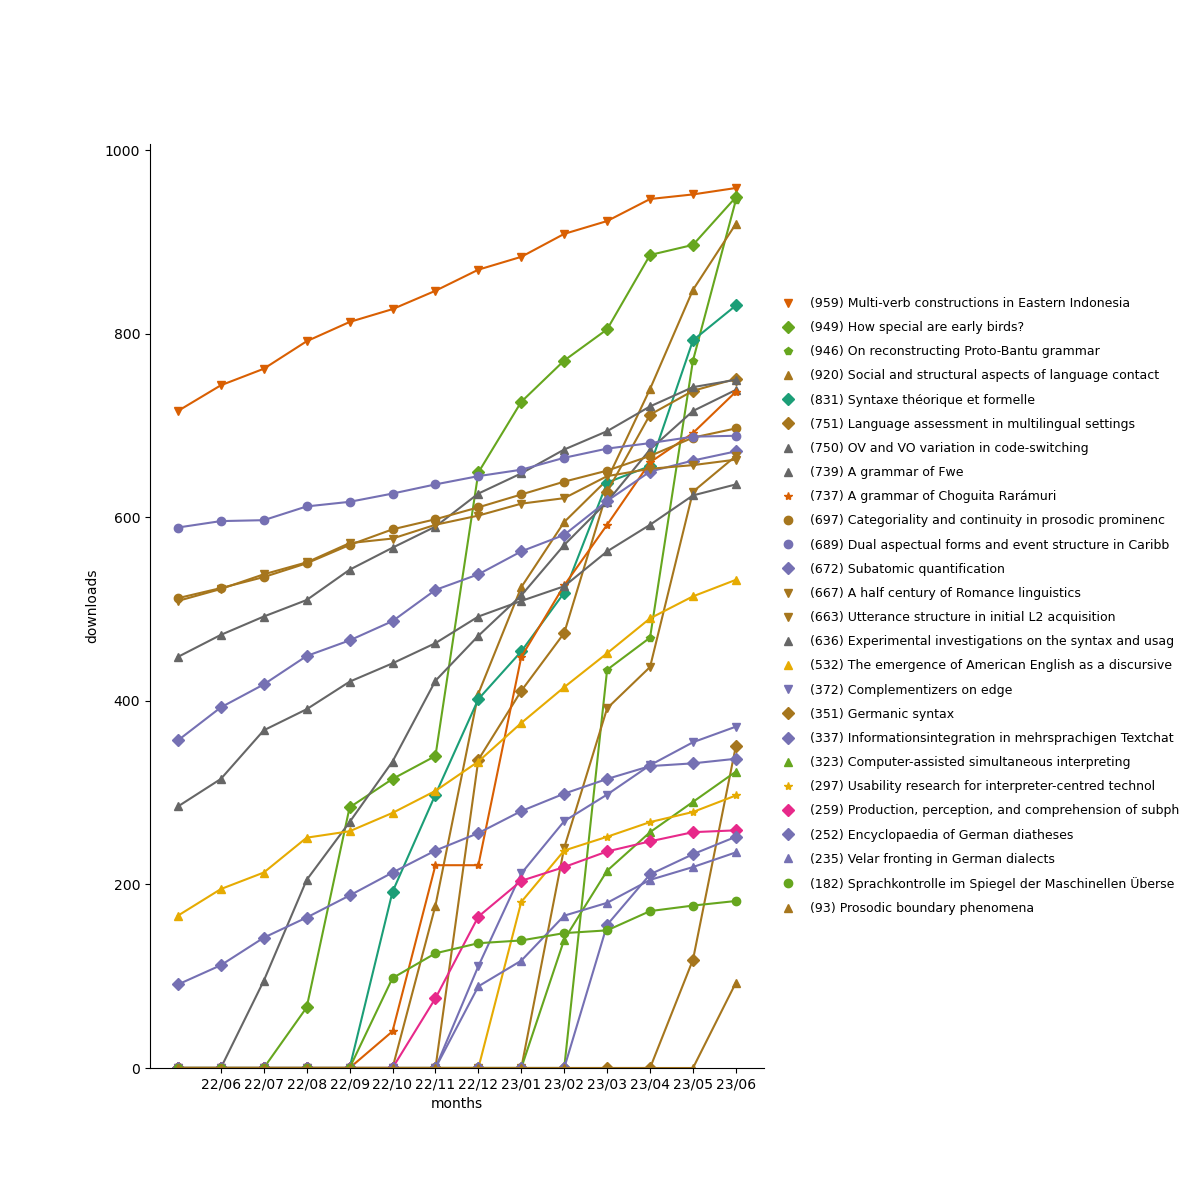 1000
800
600
400
200
0
downloads
22/06 22/07 22/08 22/09 22/10 22/11 22/12 23/01 23/02 23/03 23/04 23/05 23/06
months
(959) Multi-verb constructions in Eastern Indonesia
(949) How special are early birds?
(946) On reconstructing Proto-Bantu grammar
(920) Social and structural aspects of language contact
(831) Syntaxe théorique et formelle
(751) Language assessment in multilingual settings
(750) OV and VO variation in code-switching
(739) A grammar of Fwe
(737) A grammar of Choguita Rarámuri
(697) Categoriality and continuity in prosodic prominenc
(689) Dual aspectual forms and event structure in Caribb
(672) Subatomic quantification
(667) A half century of Romance linguistics
(663) Utterance structure in initial L2 acquisition
(636) Experimental investigations on the syntax and usag
(532) The emergence of American English as a discursive
(372) Complementizers on edge
(351) Germanic syntax
(337) Informationsintegration in mehrsprachigen Textchat
(323) Computer-assisted simultaneous interpreting
(297) Usability research for interpreter-centred technol
(259) Production, perception, and comprehension of subph
(252) Encyclopaedia of German diatheses
(235) Velar fronting in German dialects
(182) Sprachkontrolle im Spiegel der Maschinellen Überse
(93) Prosodic boundary phenomena